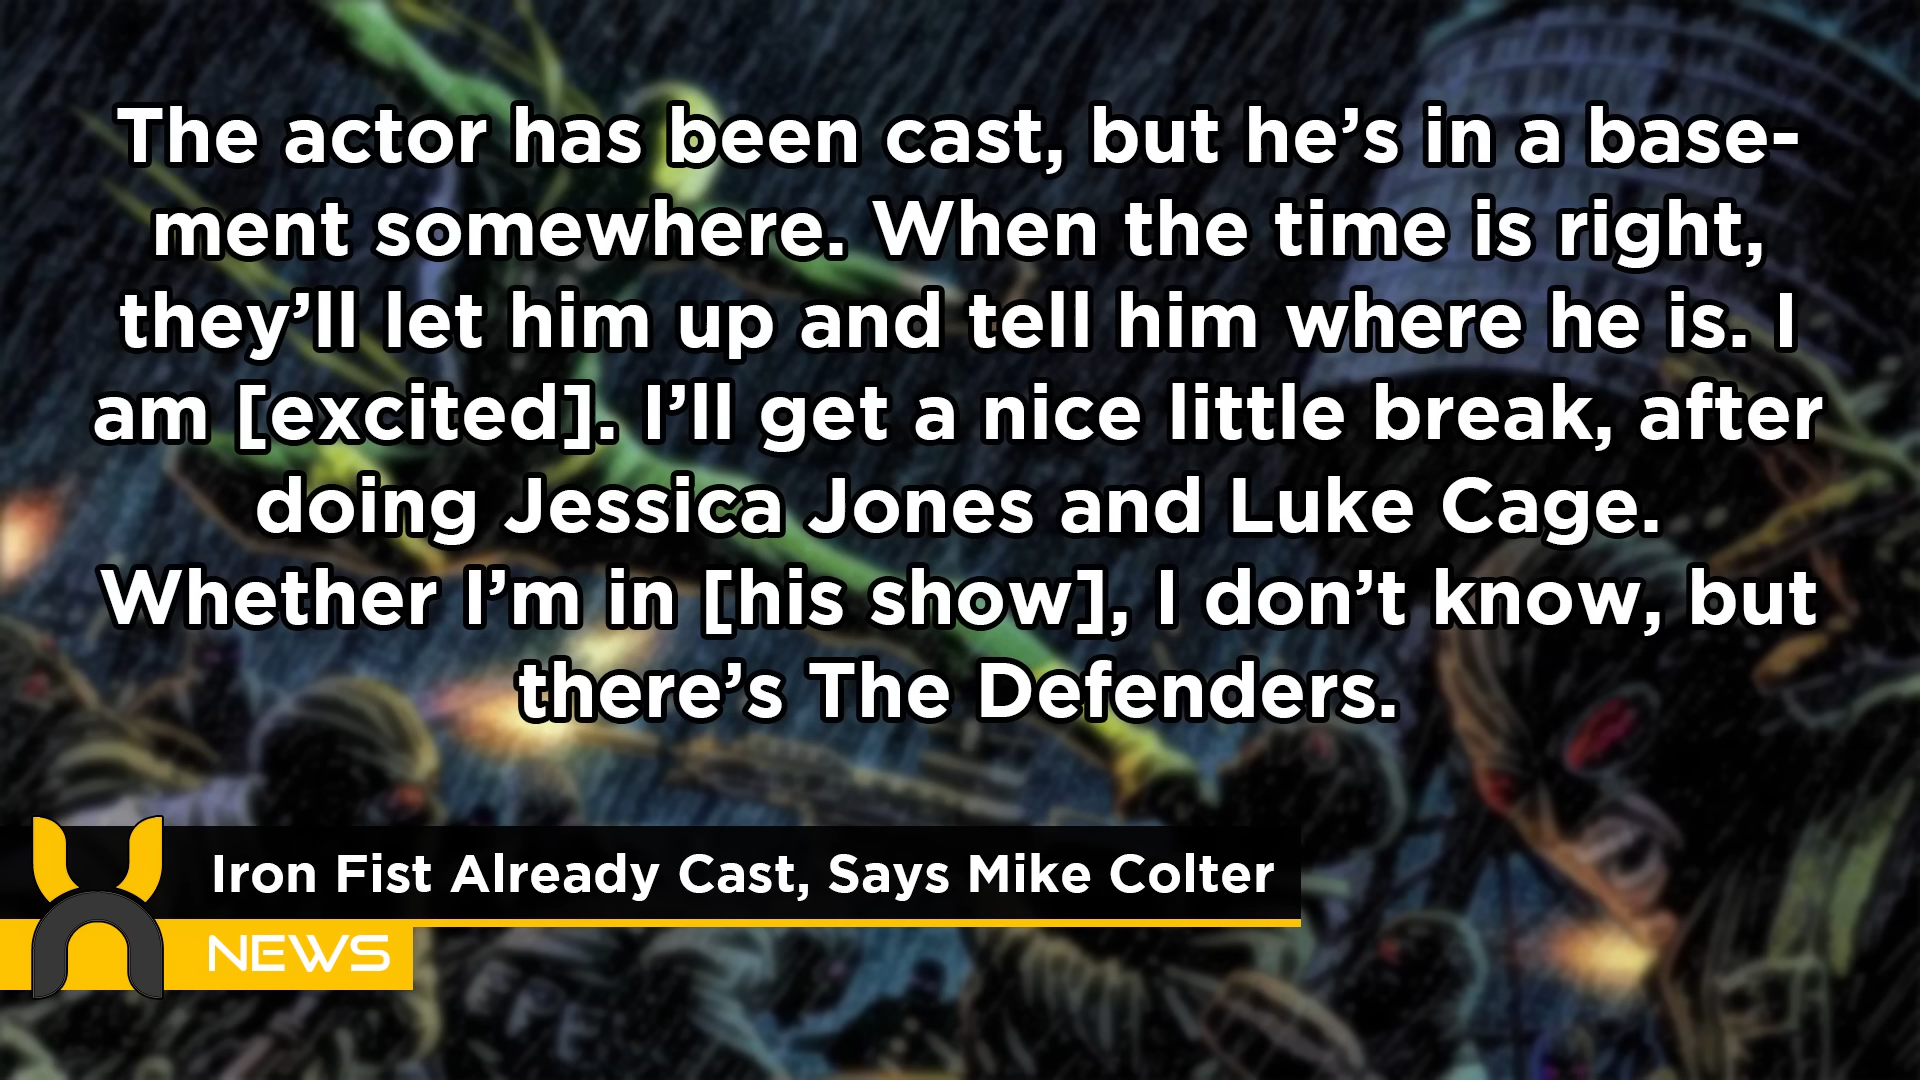 The actor has been cast, but he’s in a base-
ment somewhere. When the time is right,
they’ll let him up and tell him where he is. I
am [excited]. I’ll get a nice little break, after
doing Jessica Jones and Luke Cage.
Whether I’m in [his show], I don’t know, but
there’s The Defenders.
Iron Fist Already Cast, Says Mike Colter
NEWS